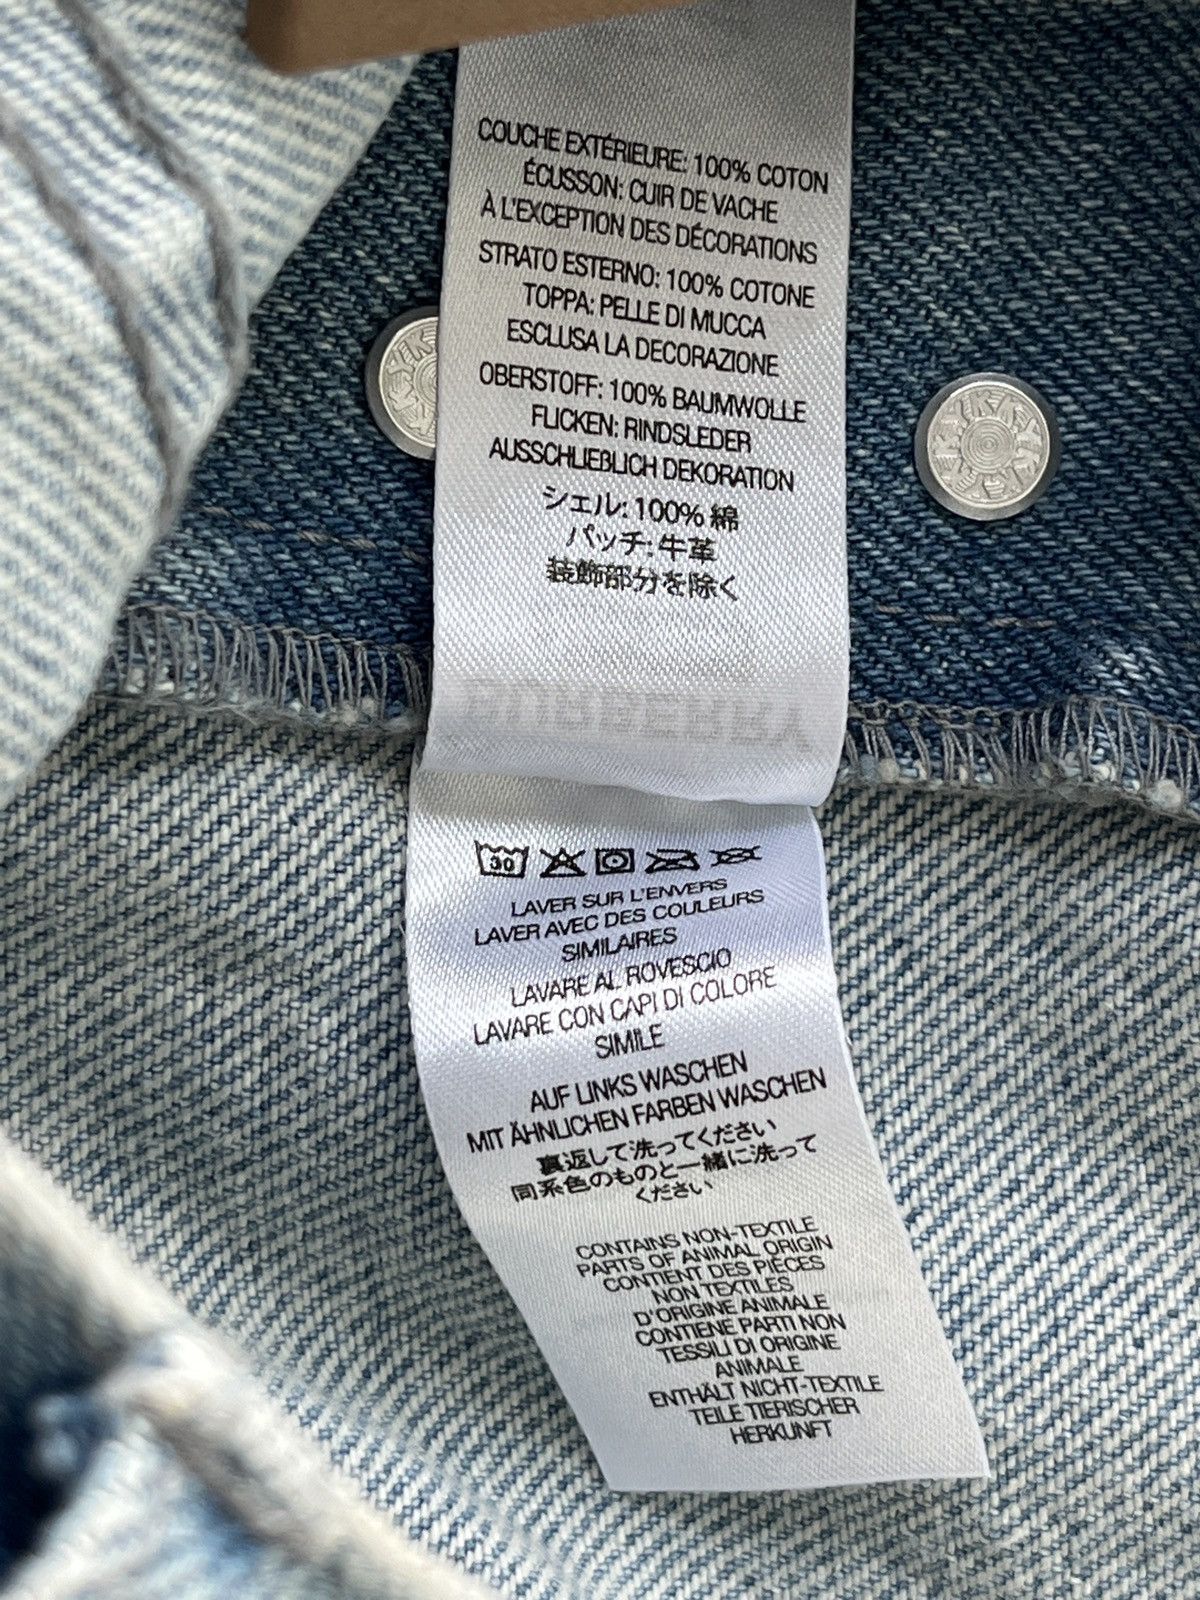 COUCHE EXTÉRIEURE: 100% COTON
ÉCUSSON: CUIR DE VACHE
À L'EXCEPTION DES DÉCORATIONS
STRATO ESTERNO: 100% COTONE
TOPPA: PELLE DI MUCCA
ESCLUSA LA DECORAZIONE
OBERSTOFF: 100% BAUMWOLLE
FLICKEN: RINDSLEDER
AUSSCHLIEßLICH DEKORATION
シェル: 100% 綿
パッチ: 牛革
装飾部分を除く
BURBERRY
30
LAVER SUR L'ENVERS
LAVER AVEC DES COULEURS
SIMILAIRES
LAVARE AL ROVESCIO
LAVARE CON CAPI DI COLORE
SIMILE
AUF LINKS WASCHEN
MIT ÄHNLICHEN FARBEN WASCHEN
裏返して洗ってください
同系色のものと一緒に洗って
ください
CONTAINS NON-TEXTILE
PARTS OF ANIMAL ORIGIN
CONTIENT DES PIÈCES
NON TEXTILES
D'ORIGINE ANIMALE
CONTIENE PARTI NON
TESSILI DI ORIGINE
ANIMALE
ENTHÄLT NICHT-TEXTILE
TEILE TIERISCHER
HERKUNFT